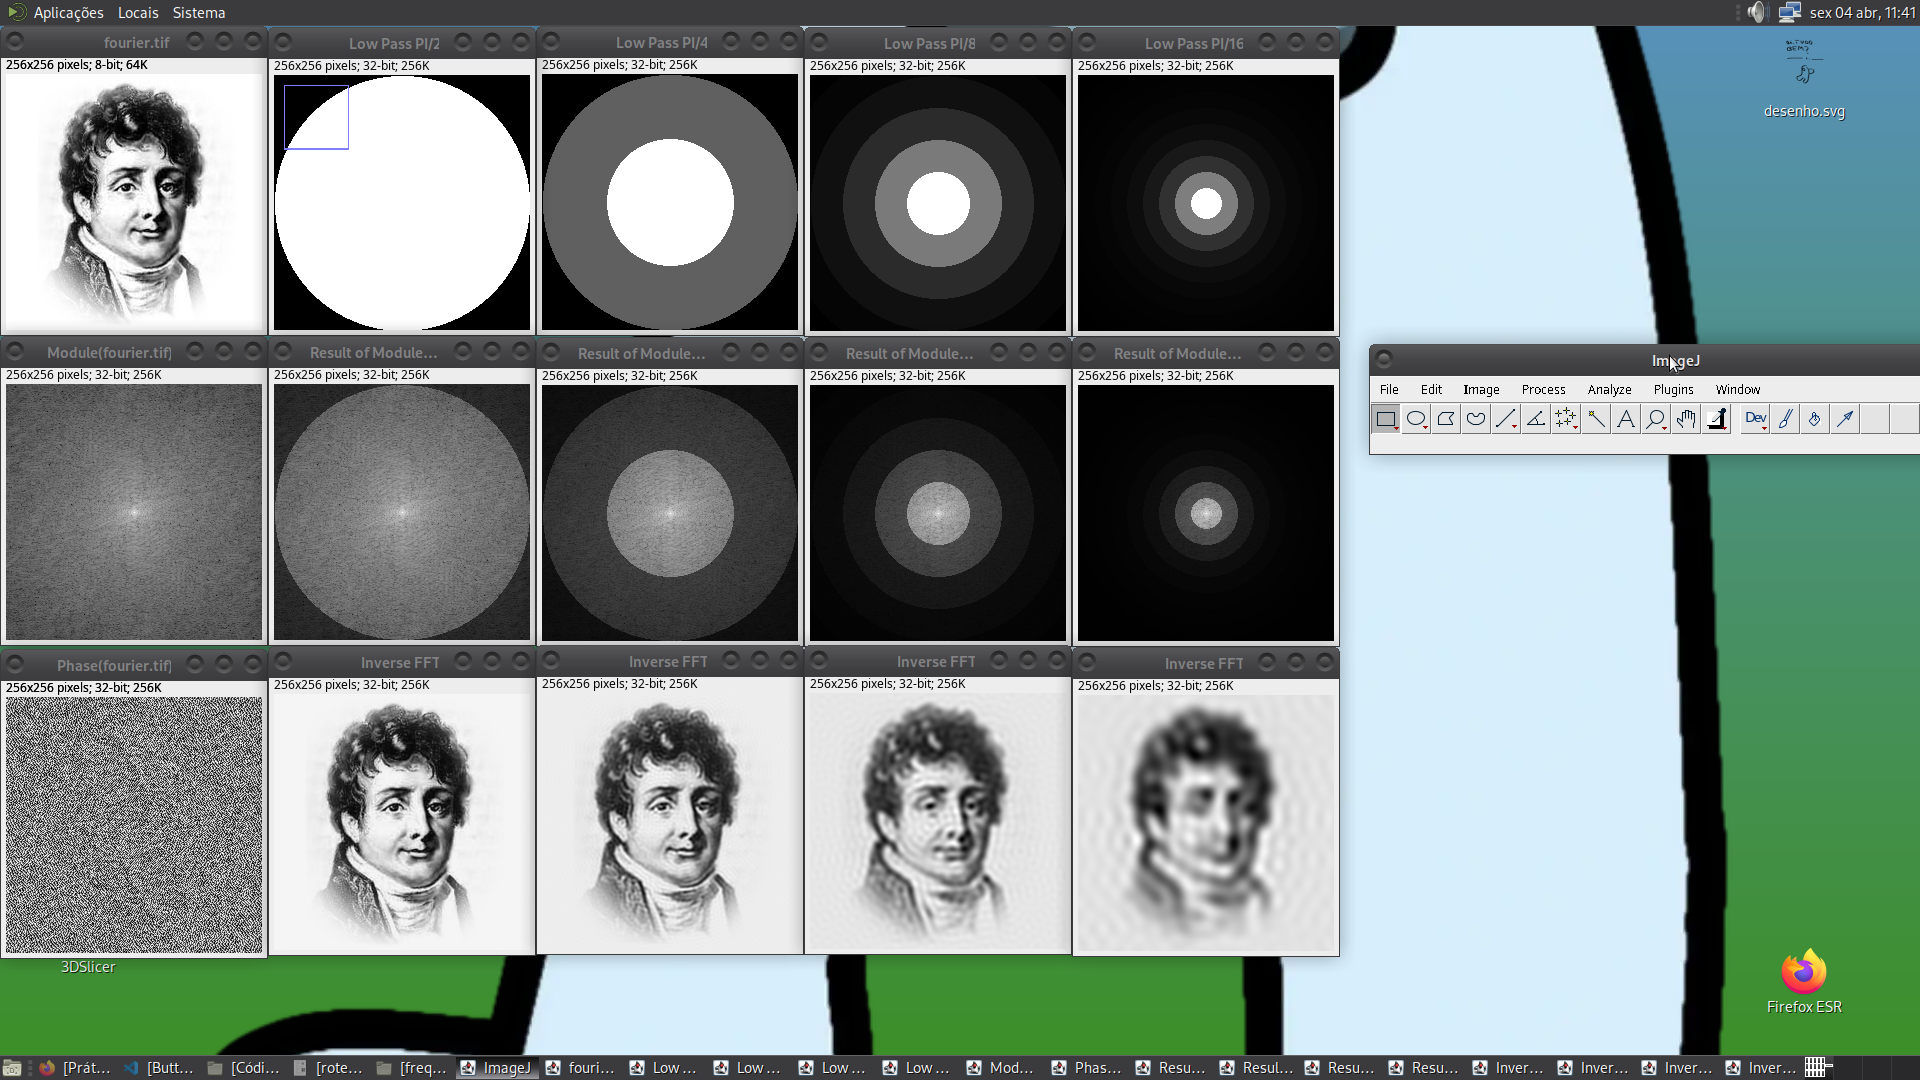 Aplicações Locais Sistema
sex 04 abr, 11:41
fourier.tif
256x256 pixels; 8-bit; 64K
Low Pass PI/2
256x256 pixels; 32-bit; 256K
Low Pass PI/4
256x256 pixels; 32-bit; 256K
Low Pass PI/8
256x256 pixels; 32-bit; 256K
Low Pass PI/16
256x256 pixels; 32-bit; 256K
desenho.svg
Module(fourier.tif)
256x256 pixels; 32-bit; 256K
Result of Module...
256x256 pixels; 32-bit; 256K
Result of Module...
256x256 pixels; 32-bit; 256K
Result of Module...
256x256 pixels; 32-bit; 256K
Result of Module...
256x256 pixels; 32-bit; 256K
ImageJ
File Edit Image Process Analyze Plugins Window
A Dev
Phase(fourier.tif)
256x256 pixels; 32-bit; 256K
Inverse FFT
256x256 pixels; 32-bit; 256K
Inverse FFT
256x256 pixels; 32-bit; 256K
Inverse FFT
256x256 pixels; 32-bit; 256K
Inverse FFT
256x256 pixels; 32-bit; 256K
3DSlicer
Firefox ESR
[Prát... [Butt... [Códi... [rote... [freq... ImageJ fouri... Low ... Low ... Low ... Low ... Mod... Phas... Resu... Resul... Resu... Resu... Inver... Inver... Inver... Inver...